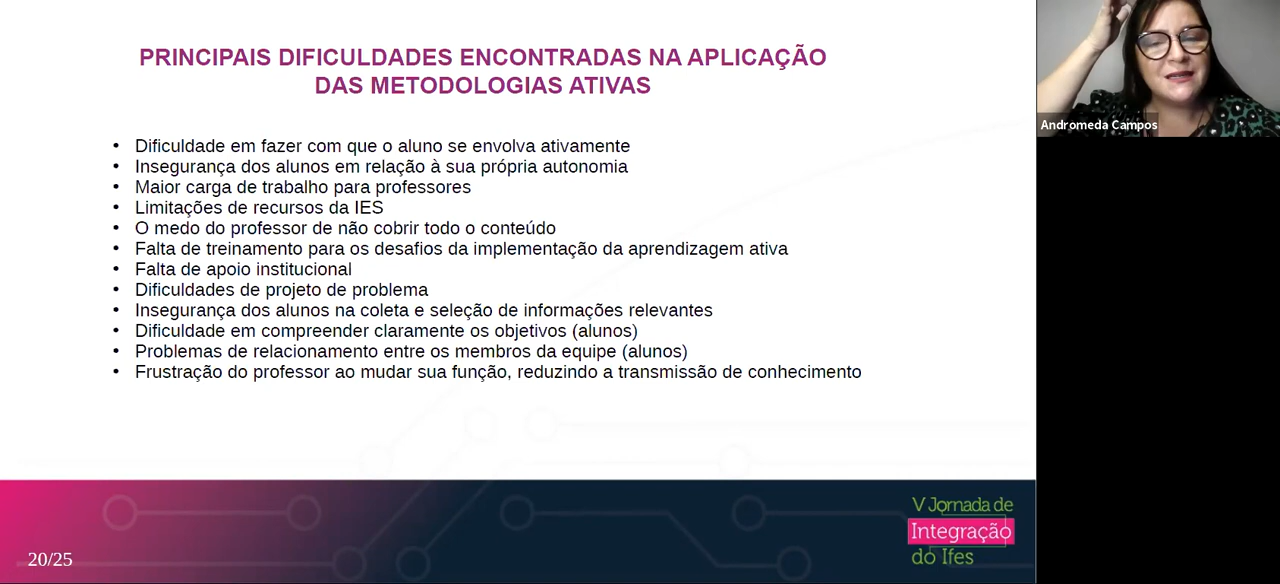 PRINCIPAIS DIFICULDADES ENCONTRADAS NA APLICAÇÃO
DAS METODOLOGIAS ATIVAS
• Dificuldade em fazer com que o aluno se envolva ativamente
• Insegurança dos alunos em relação à sua própria autonomia
• Maior carga de trabalho para professores
• Limitações de recursos da IES
• O medo do professor de não cobrir todo o conteúdo
• Falta de treinamento para os desafios da implementação da aprendizagem ativa
• Falta de apoio institucional
• Dificuldades de projeto de problema
• Insegurança dos alunos na coleta e seleção de informações relevantes
• Dificuldade em compreender claramente os objetivos (alunos)
• Problemas de relacionamento entre os membros da equipe (alunos)
• Frustração do professor ao mudar sua função, reduzindo a transmissão de conhecimento
Andromeda Campos
V Jornada de
Integração
do Ifes
20/25